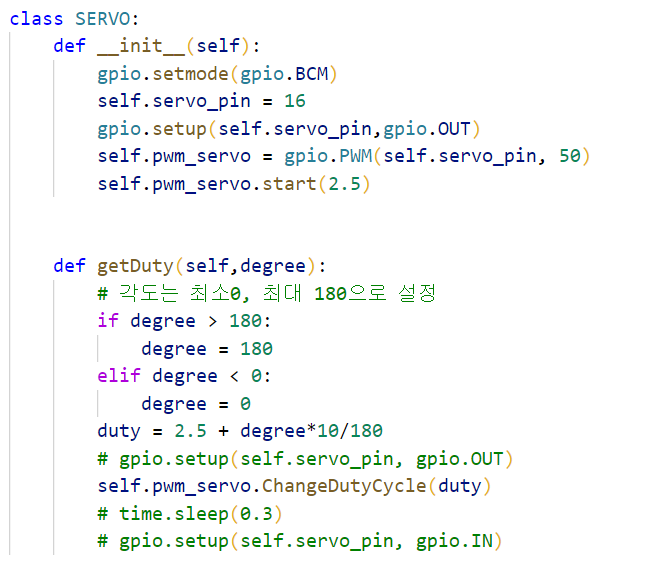 class SERVO:
    def __init__(self):
        gpio.setmode(gpio.BCM)
        self.servo_pin = 16
        gpio.setup(self.servo_pin,gpio.OUT)
        self.pwm_servo = gpio.PWM(self.servo_pin, 50)
        self.pwm_servo.start(2.5)
    def getDuty(self,degree):
        # 각도는 최소0, 최대 180으로 설정
        if degree > 180:
            degree = 180
        elif degree < 0:
            degree = 0
        duty = 2.5 + degree*10/180
        # gpio.setup(self.servo_pin, gpio.OUT)
        self.pwm_servo.ChangeDutyCycle(duty)
        # time.sleep(0.3)
        # gpio.setup(self.servo_pin, gpio.IN)